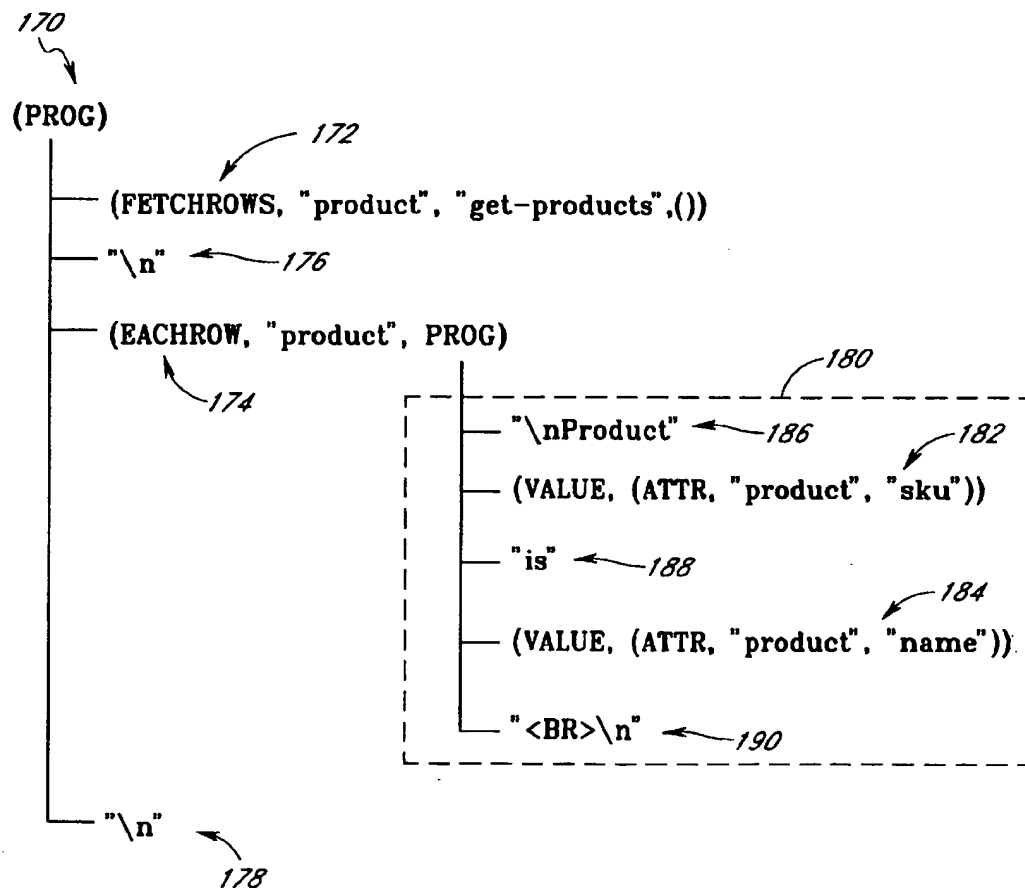 170
(PROG)
172
(FETCHROWS, "product", "get-products",())
"\n" 176
(EACHROW, "product", PROG)
174
180
"\nProduct" 186
182
(VALUE, (ATTR, "product", "sku"))
"is" 188
184
(VALUE, (ATTR, "product", "name"))
"<BR>\n" 190
"\n"
178